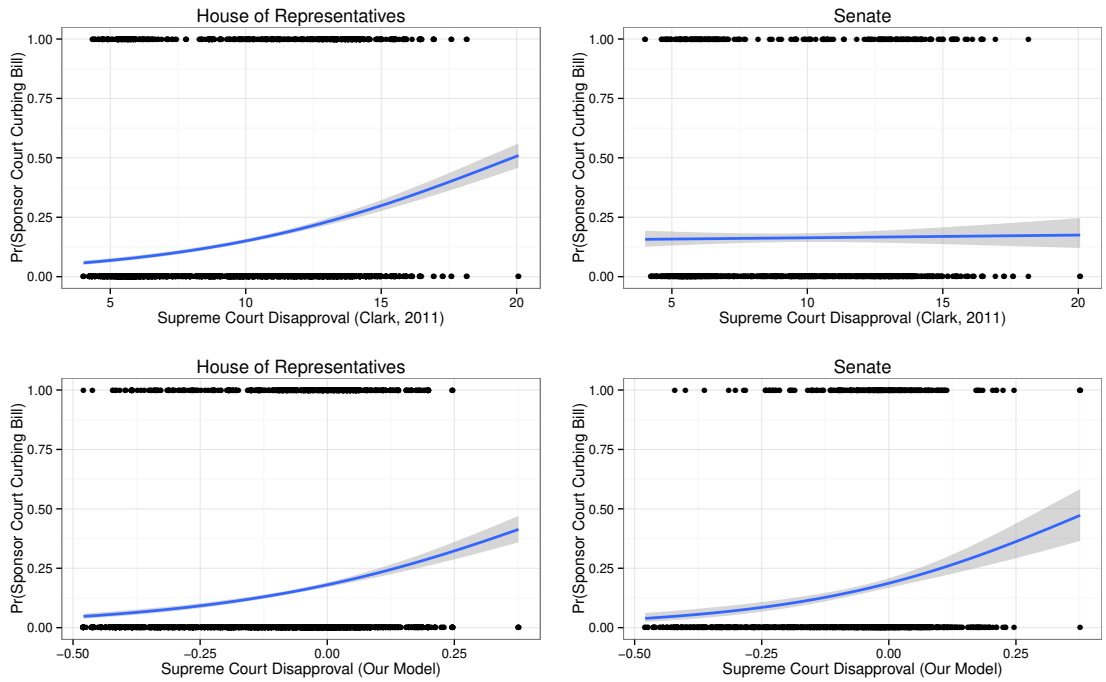 House of Representatives
Pr(Sponsor Court Curbing Bill)
1.00
0.75
0.50
0.25
0.00
5 10 15 20
Supreme Court Disapproval (Clark, 2011)
Senate
Pr(Sponsor Court Curbing Bill)
1.00
0.75
0.50
0.25
0.00
5 10 15 20
Supreme Court Disapproval (Clark, 2011)
House of Representatives
Pr(Sponsor Court Curbing Bill)
1.00
0.75
0.50
0.25
0.00
−0.50 −0.25 0.00 0.25
Supreme Court Disapproval (Our Model)
Senate
Pr(Sponsor Court Curbing Bill)
1.00
0.75
0.50
0.25
0.00
−0.50 −0.25 0.00 0.25
Supreme Court Disapproval (Our Model)